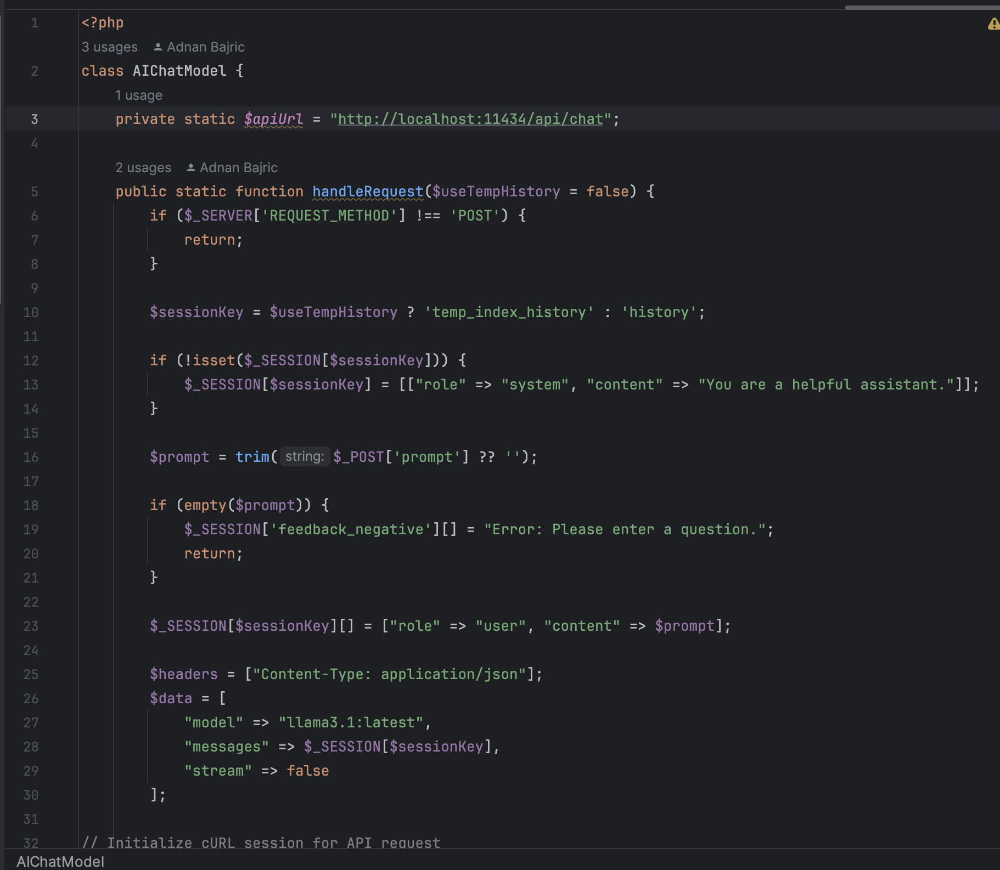 1 <?php
3 usages Adnan Bajric
2 class AIChatModel {
1 usage
3 private static $apiUrl = "http://localhost:11434/api/chat";
4
2 usages Adnan Bajric
5 public static function handleRequest($useTempHistory = false) {
6 if ($_SERVER['REQUEST_METHOD'] !== 'POST') {
7 return;
8 }
9
10 $sessionKey = $useTempHistory ? 'temp_index_history' : 'history';
11
12 if (!isset($_SESSION[$sessionKey])) {
13 $_SESSION[$sessionKey] = [["role" => "system", "content" => "You are a helpful assistant."]];
14 }
15
16 $prompt = trim( string: $_POST['prompt'] ?? '');
17
18 if (empty($prompt)) {
19 $_SESSION['feedback_negative'][] = "Error: Please enter a question.";
20 return;
21 }
22
23 $_SESSION[$sessionKey][] = ["role" => "user", "content" => $prompt];
24
25 $headers = ["Content-Type: application/json"];
26 $data = [
27 "model" => "llama3.1:latest",
28 "messages" => $_SESSION[$sessionKey],
29 "stream" => false
30 ];
31
32 // Initialize cURL session for API request
AIChatModel